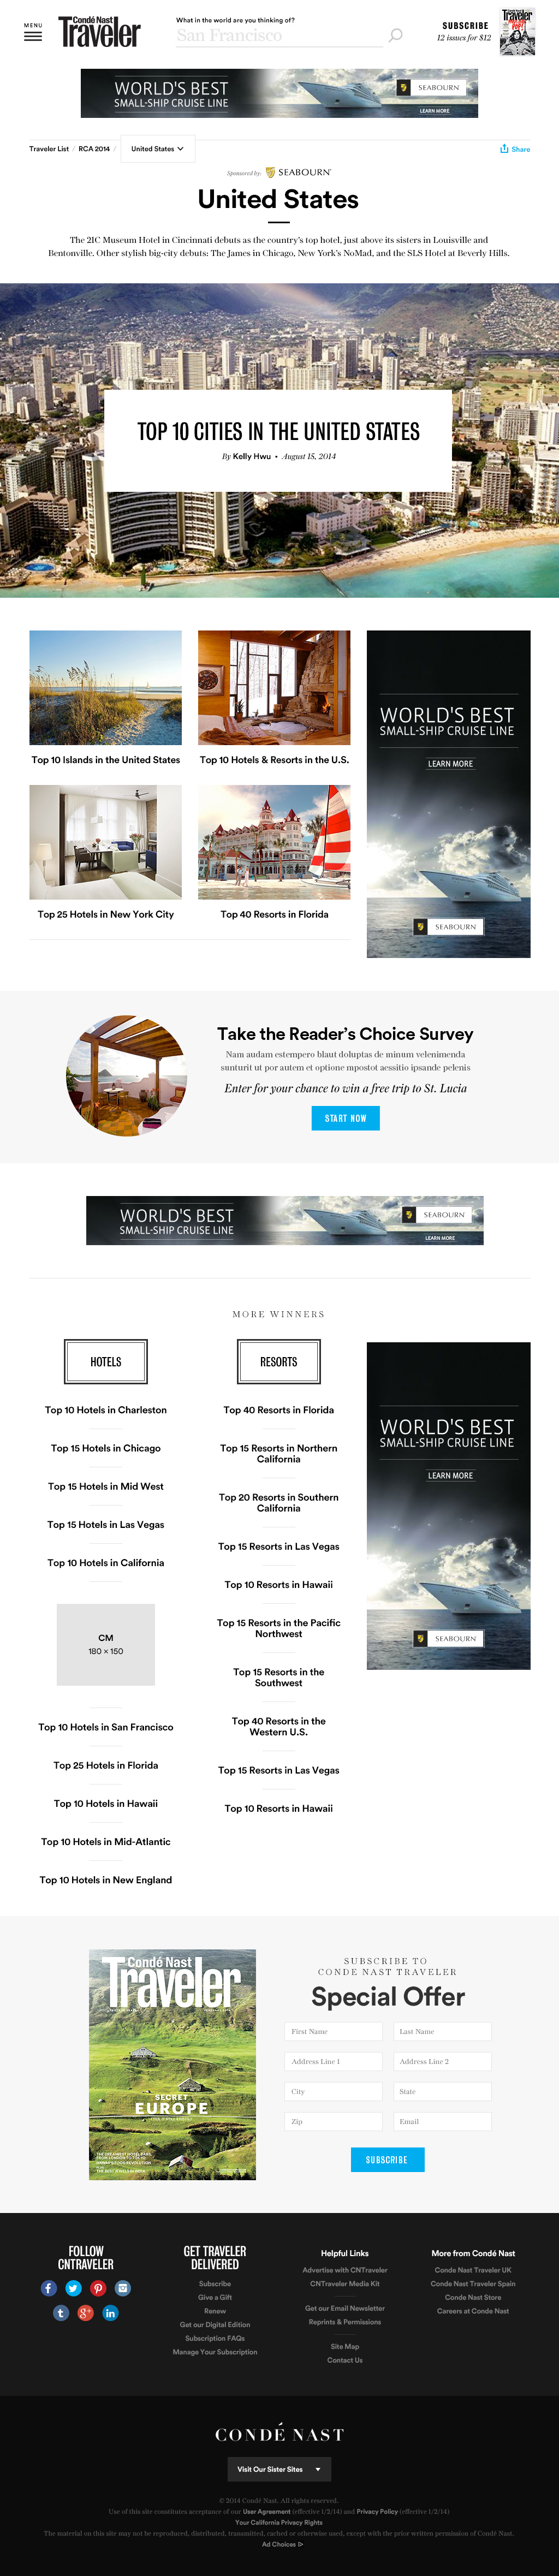 MENU
Condé Nast
Traveler
What in the world are you thinking of?
San Francisco
SUBSCRIBE
12 issues for $12
WORLD'S BEST
SMALL-SHIP CRUISE LINE
SEABOURN
LEARN MORE
Traveler List / RCA 2014 / United States
Share
Sponsored by: SEABOURN
United States
The 21C Museum Hotel in Cincinnati debuts as the country's top hotel, just above its sisters in Louisville and
Bentonville. Other stylish big-city debuts: The James in Chicago, New York's NoMad, and the SLS Hotel at Beverly Hills.
TOP 10 CITIES IN THE UNITED STATES
By Kelly Hwu • August 15, 2014
Top 10 Islands in the United States
Top 10 Hotels & Resorts in the U.S.
Top 25 Hotels in New York City
Top 40 Resorts in Florida
WORLD'S BEST
SMALL-SHIP CRUISE LINE
LEARN MORE
SEABOURN
Take the Reader's Choice Survey
Nam audam estempero blaut doluptas de minum velenimenda
sunturit ut por autem et optione mpostot aessitio ipsande pelenis
Enter for your chance to win a free trip to St. Lucia
START NOW
WORLD'S BEST
SMALL-SHIP CRUISE LINE
SEABOURN
LEARN MORE
MORE WINNERS
HOTELS
Top 10 Hotels in Charleston
Top 15 Hotels in Chicago
Top 15 Hotels in Mid West
Top 15 Hotels in Las Vegas
Top 10 Hotels in California
CM
180 × 150
Top 10 Hotels in San Francisco
Top 25 Hotels in Florida
Top 10 Hotels in Hawaii
Top 10 Hotels in Mid-Atlantic
Top 10 Hotels in New England
RESORTS
Top 40 Resorts in Florida
Top 15 Resorts in Northern
California
Top 20 Resorts in Southern
California
Top 15 Resorts in Las Vegas
Top 10 Resorts in Hawaii
Top 15 Resorts in the Pacific
Northwest
Top 15 Resorts in the
Southwest
Top 40 Resorts in the
Western U.S.
Top 15 Resorts in Las Vegas
Top 10 Resorts in Hawaii
WORLD'S BEST
SMALL-SHIP CRUISE LINE
LEARN MORE
SEABOURN
Condé Nast
Traveler
SECRET
EUROPE
SUBSCRIBE TO
CONDE NAST TRAVELER
Special Offer
First Name
Last Name
Address Line 1
Address Line 2
City
State
Zip
Email
SUBSCRIBE
FOLLOW
CNTRAVELER
GET TRAVELER
DELIVERED
Subscribe
Give a Gift
Renew
Get our Digital Edition
Subscription FAQs
Manage Your Subscription
Helpful Links
Advertise with CNTraveler
CNTraveler Media Kit
Get our Email Newsletter
Reprints & Permissions
Site Map
Contact Us
More from Condé Nast
Conde Nast Traveler UK
Conde Nast Traveler Spain
Conde Nast Store
Careers at Conde Nast
CONDÉ NAST
Visit Our Sister Sites
© 2014 Condé Nast. All rights reserved.
Use of this site constitutes acceptance of our User Agreement (effective 1/2/14) and Privacy Policy (effective 1/2/14)
Your California Privacy Rights
The material on this site may not be reproduced, distributed, transmitted, cached or otherwise used, except with the prior written permission of Condé Nast.
Ad Choices